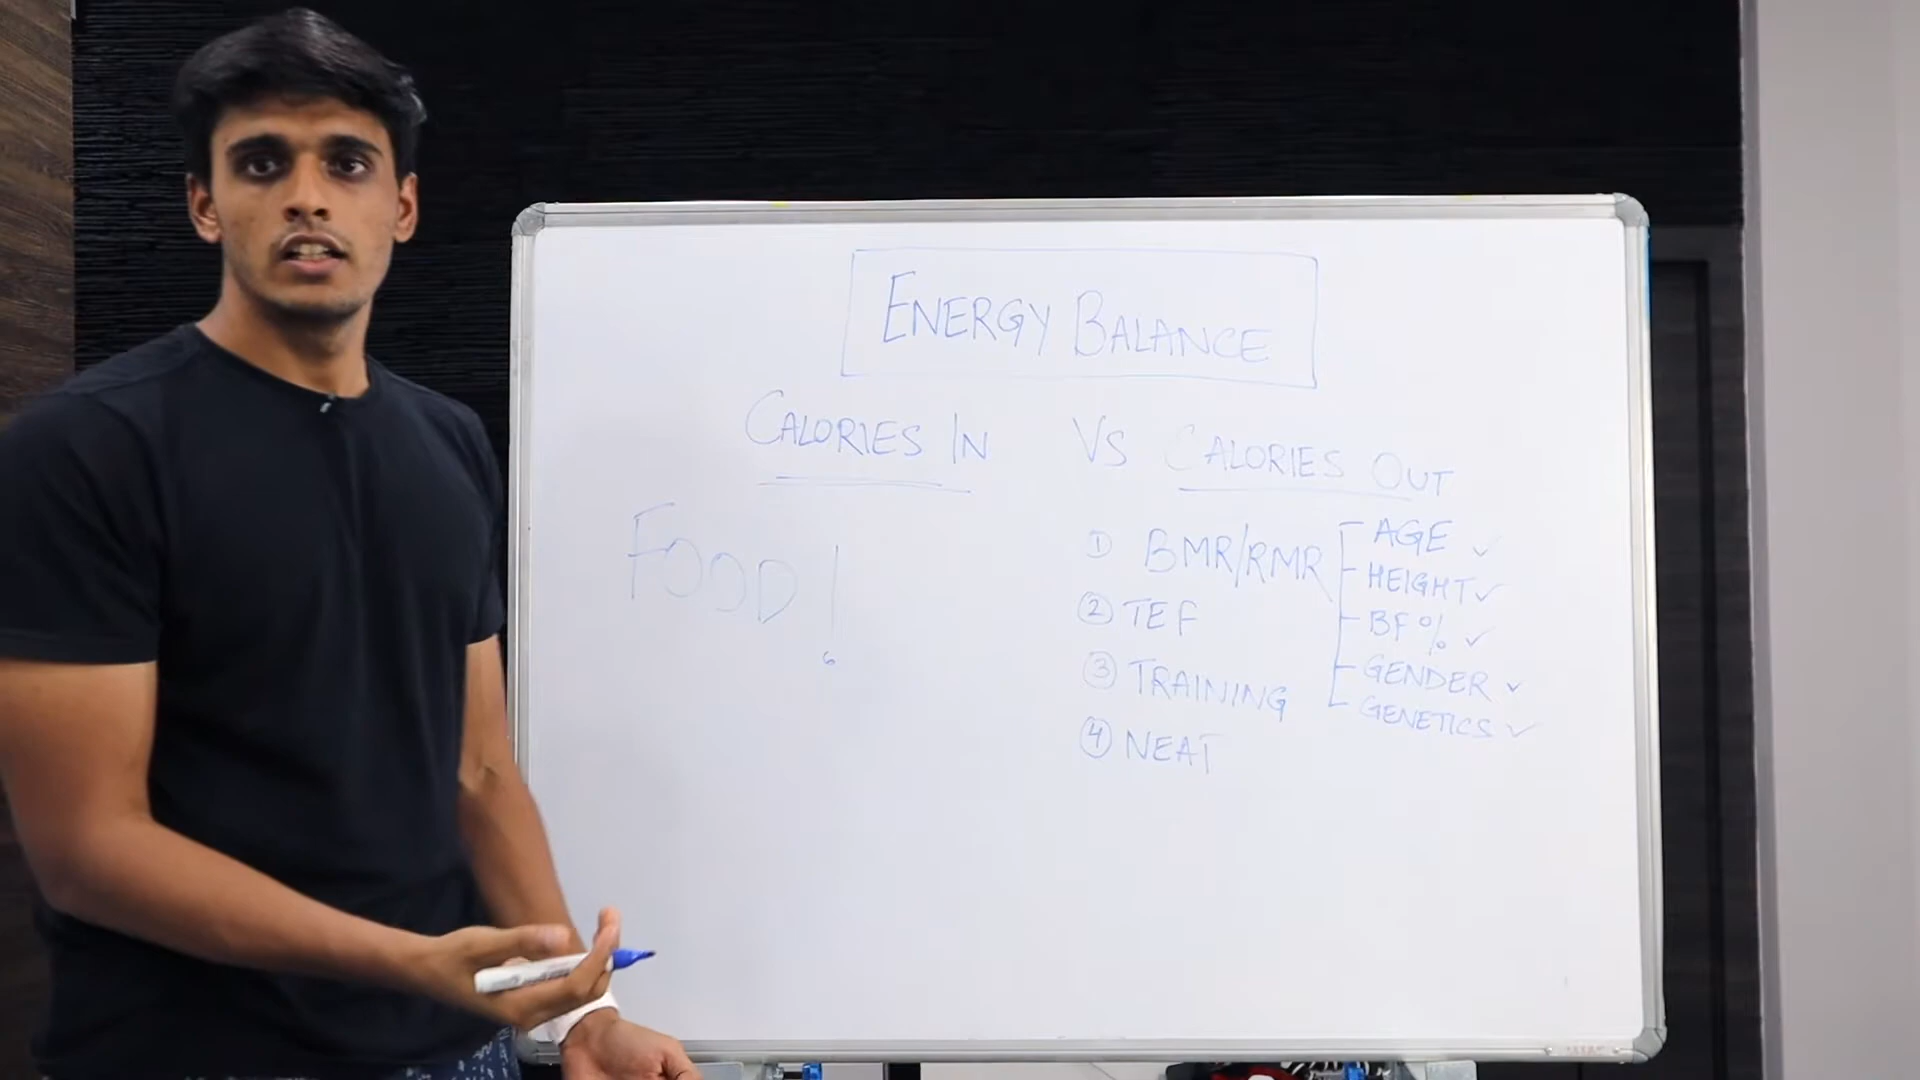 ENERGY BALANCE
CALORIES IN VS CALORIES OUT
FOOD!
① BMR/RMR
② TEF
③ TRAINING
④ NEAT
AGE ✓
HEIGHT ✓
BF% ✓
GENDER ✓
GENETICS ✓